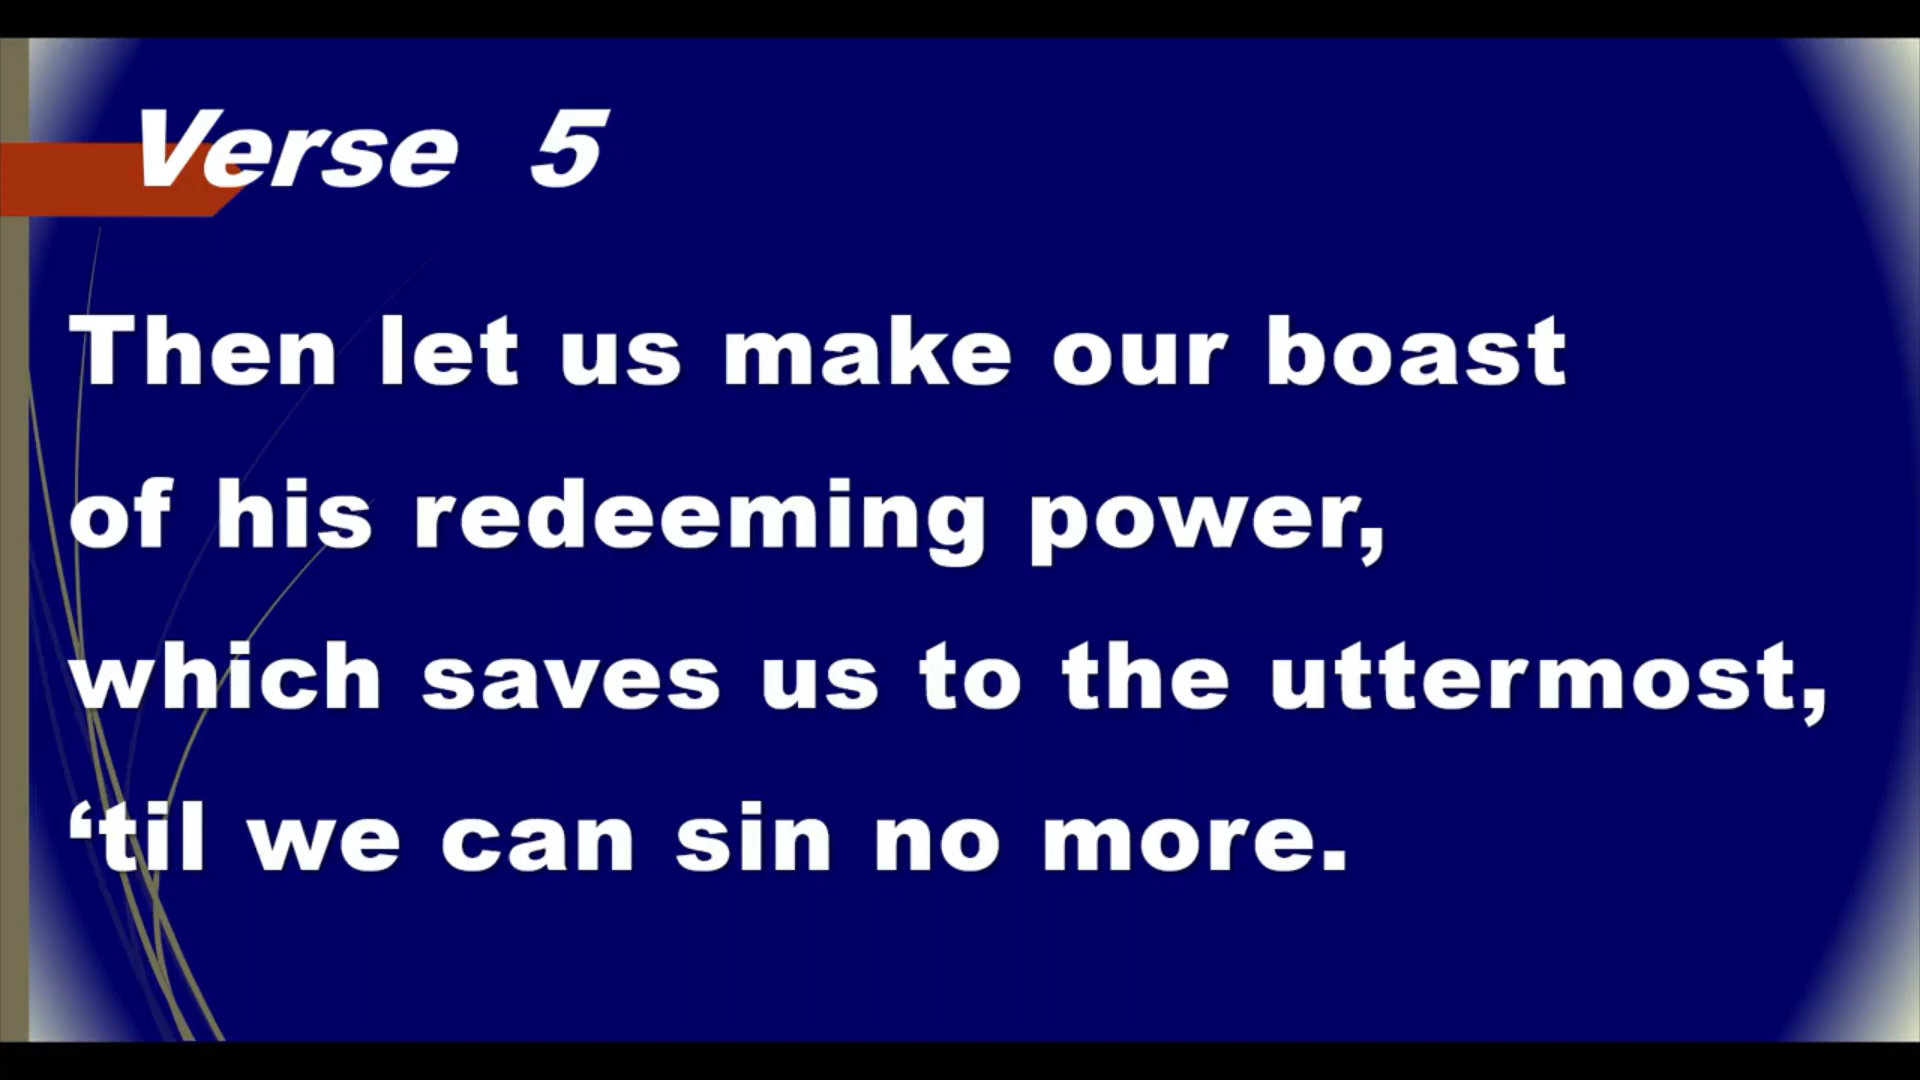 Verse 5
Then let us make our boast
of his redeeming power,
which saves us to the uttermost,
‘til we can sin no more.